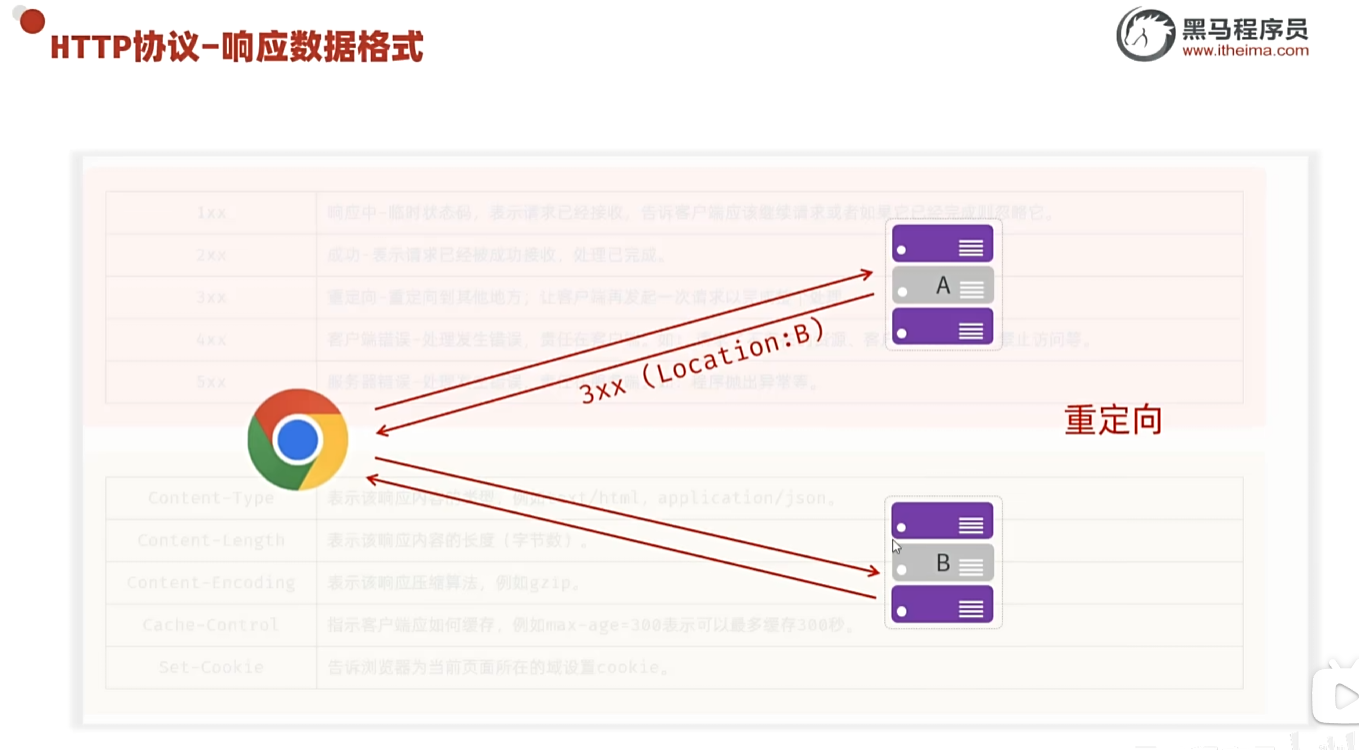 HTTP协议-响应数据格式
黑马程序员
www.itheima.com
1xx 响应中-临时状态码，表示请求已经接收，告诉客户端应该继续请求或者如果它已经完成则忽略它。
2xx 成功-表示请求已经被成功接收，处理已完成。
3xx 重定向-重定向到其他地方；让客户端再发起一次请求以完成整个处理。
A
4xx 客户端错误-处理发生错误，责任在客户端。
3xx（Location:B）
5xx 服务器错误-处理发生错误，程序抛出异常等。
重定向
Content-Type 表示该响应内容的类型，例如text/html，application/json。
Content-Length 表示该响应内容的长度（字节数）。
B
Content-Encoding 表示该响应压缩算法，例如gzip。
Cache-Control 指示客户端应如何缓存，例如max-age=300表示可以最多缓存300秒。
Set-Cookie 告诉浏览器为当前页面所在的域设置cookie。